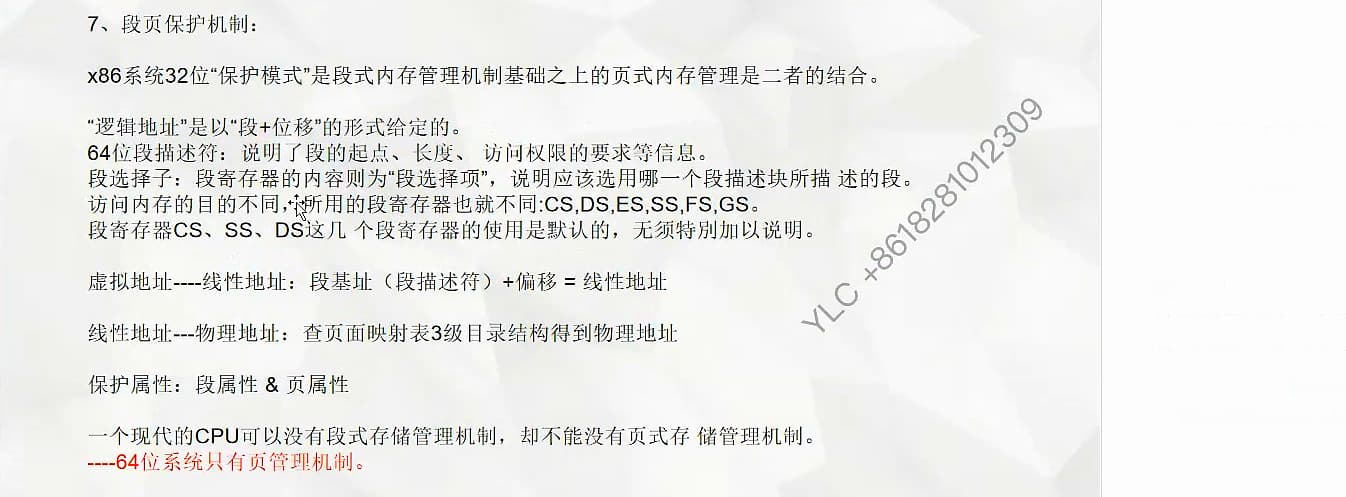 7、段页保护机制：
x86系统32位“保护模式”是段式内存管理机制基础之上的页式内存管理是二者的结合。
“逻辑地址”是以“段+位移”的形式给定的。
64位段描述符：说明了段的起点、长度、 访问权限的要求等信息。
段选择子：段寄存器的内容则为“段选择项”，说明应该选用哪一个段描述块所描 述的段。
访问内存的目的不同，所用的段寄存器也就不同:CS,DS,ES,SS,FS,GS。
段寄存器CS、SS、DS这几 个段寄存器的使用是默认的，无须特别加以说明。
虚拟地址----线性地址：段基址（段描述符）+偏移 = 线性地址
线性地址---物理地址：查页面映射表3级目录结构得到物理地址
保护属性：段属性 & 页属性
一个现代的CPU可以没有段式存储管理机制，却不能没有页式存 储管理机制。
----64位系统只有页管理机制。
YLC +8618281012309